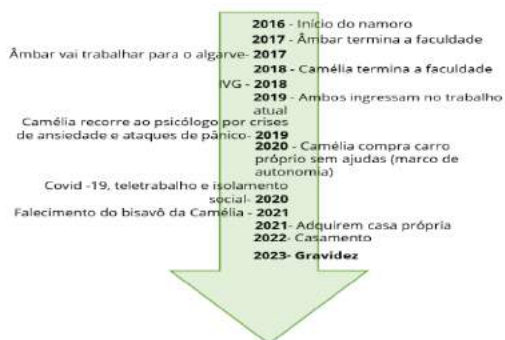 2016 - Início do namoro
2017 - Âmbar termina a faculdade
Âmbar vai trabalhar para o algarve- 2017
2018 - Camélia termina a faculdade
IVG - 2018
2019 - Ambos ingressam no trabalho
atual
Camélia recorre ao psicólogo por crises
de ansiedade e ataques de pânico- 2019
2020 - Camélia compra carro
próprio sem ajudas (marco de
autonomia)
Covid -19, teletrabalho e isolamento
social- 2020
Falecimento do bisavô da Camélia - 2021
2021- Adquirem casa própria
2022- Casamento
2023- Gravidez